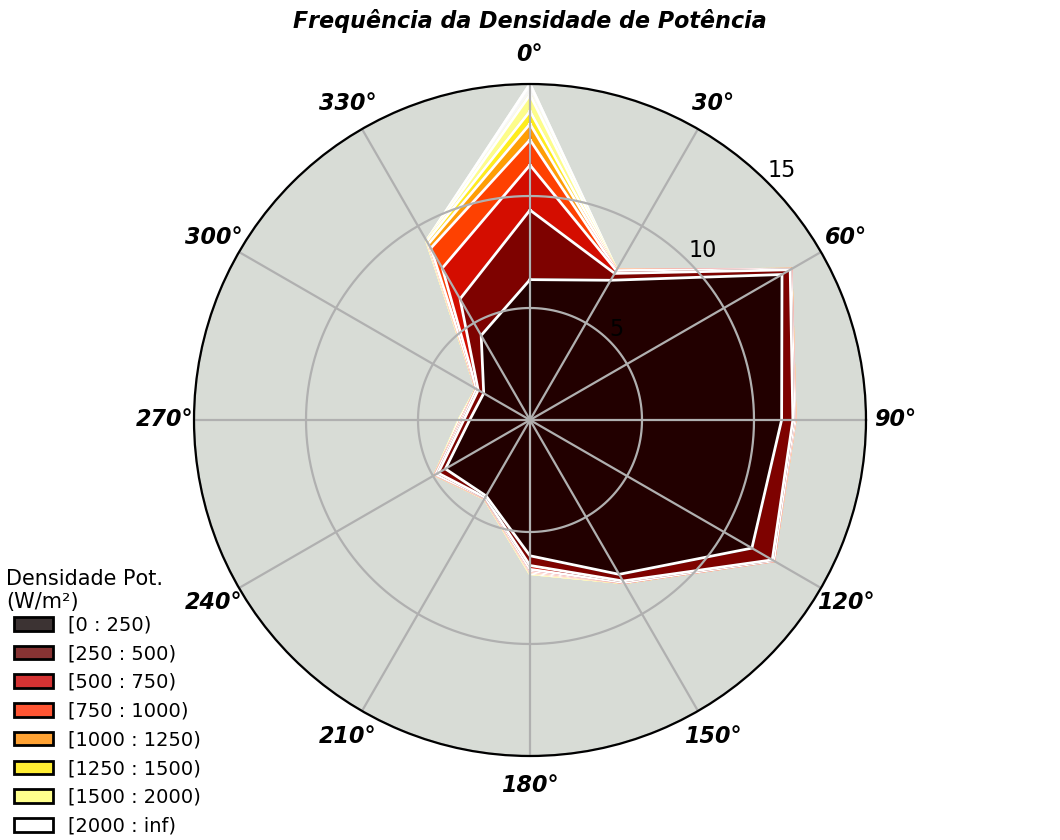 Frequência da Densidade de Potência
0°
330°
30°
15
300°
60°
10
5
270°
90°
240°
120°
210°
150°
180°
Densidade Pot.
(W/m²)
[0 : 250)
[250 : 500)
[500 : 750)
[750 : 1000)
[1000 : 1250)
[1250 : 1500)
[1500 : 2000)
[2000 : inf)